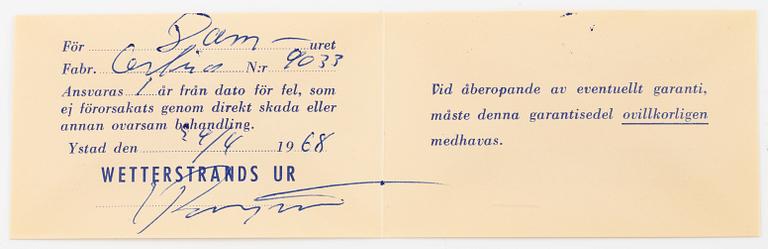 För Dam- uret
Fabr. Certina N:r 9033
Ansvaras 1 år från dato för fel, som
ej förorsakats genom direkt skada eller
annan ovarsam behandling.
Ystad den 24/4 1968
WETTERSTRANDS UR
Vid åberopande av eventuellt garanti,
måste denna garantisedel ovillkorligen
medhavas.